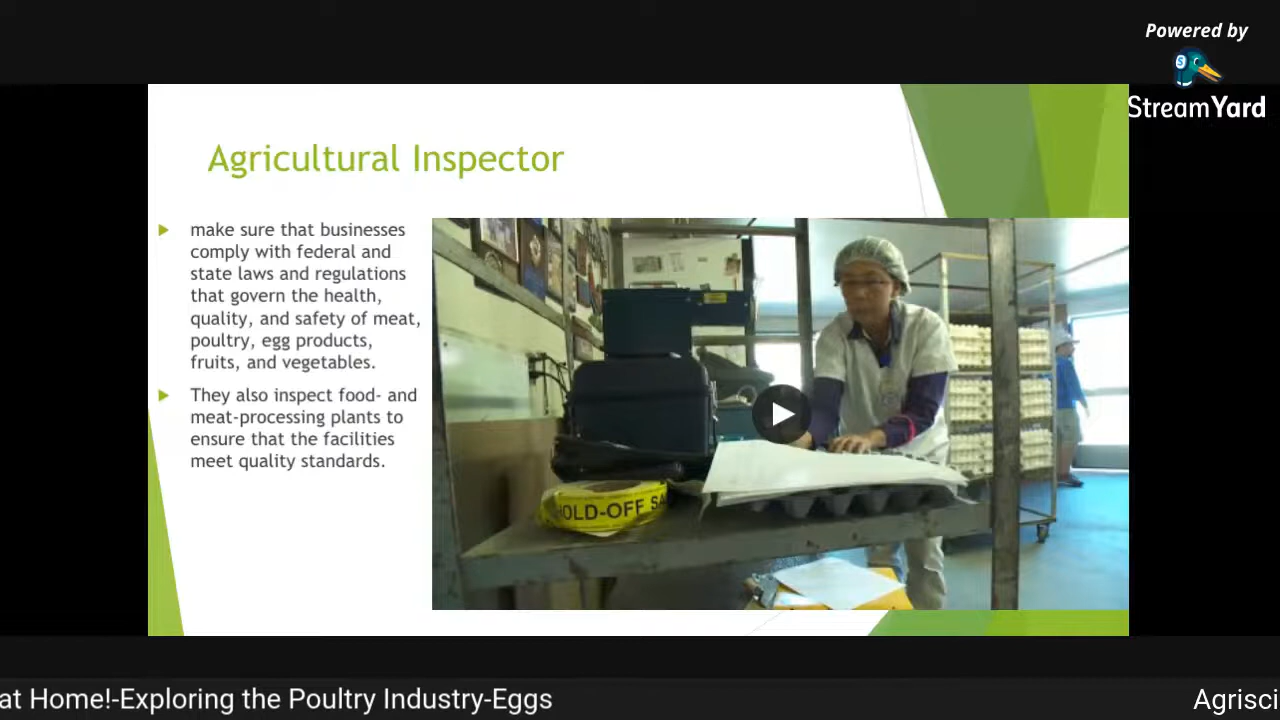 Powered by
StreamYard
Agricultural Inspector
make sure that businesses
comply with federal and
state laws and regulations
that govern the health,
quality, and safety of meat,
poultry, egg products,
fruits, and vegetables.
They also inspect food- and
meat-processing plants to
ensure that the facilities
meet quality standards.
OLD-OFF SA
at Home!-Exploring the Poultry Industry-Eggs
Agrisci